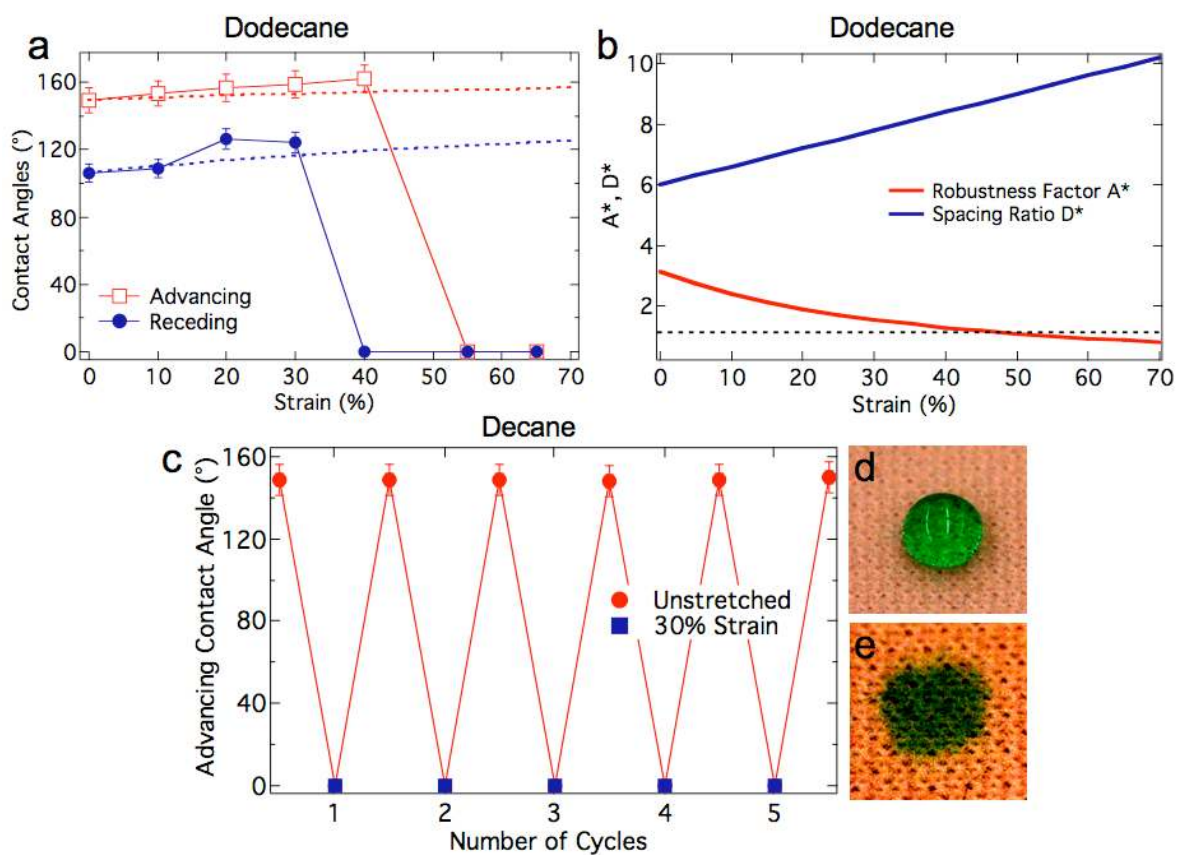 Dodecane
a
160
120
80
40
0
Contact Angles (°)
Advancing
Receding
0 10 20 30 40 50 60 70
Strain (%)
Dodecane
b
10
8
6
4
2
A*, D*
Robustness Factor A*
Spacing Ratio D*
0 10 20 30 40 50 60 70
Strain (%)
Decane
c
160
120
80
40
0
Advancing Contact Angle (°)
Unstretched
30% Strain
1 2 3 4 5
Number of Cycles
d
e